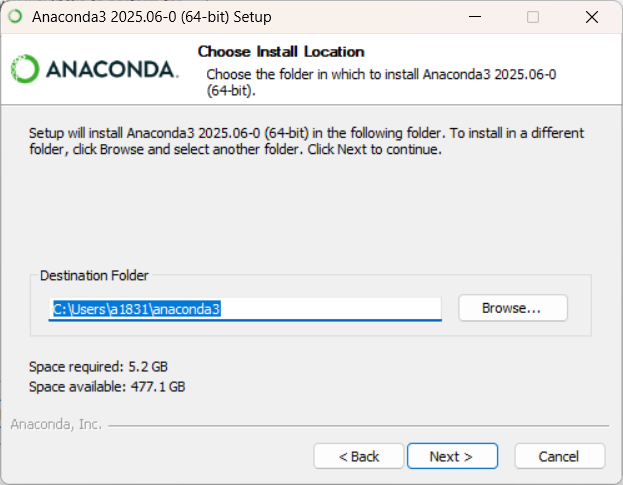 Anaconda3 2025.06-0 (64-bit) Setup
ANACONDA.
Choose Install Location
Choose the folder in which to install Anaconda3 2025.06-0
(64-bit).
Setup will install Anaconda3 2025.06-0 (64-bit) in the following folder. To install in a different
folder, click Browse and select another folder. Click Next to continue.
Destination Folder
C:\Users\a1831\anaconda3
Browse...
Space required: 5.2 GB
Space available: 477.1 GB
Anaconda, Inc.
< Back
Next >
Cancel